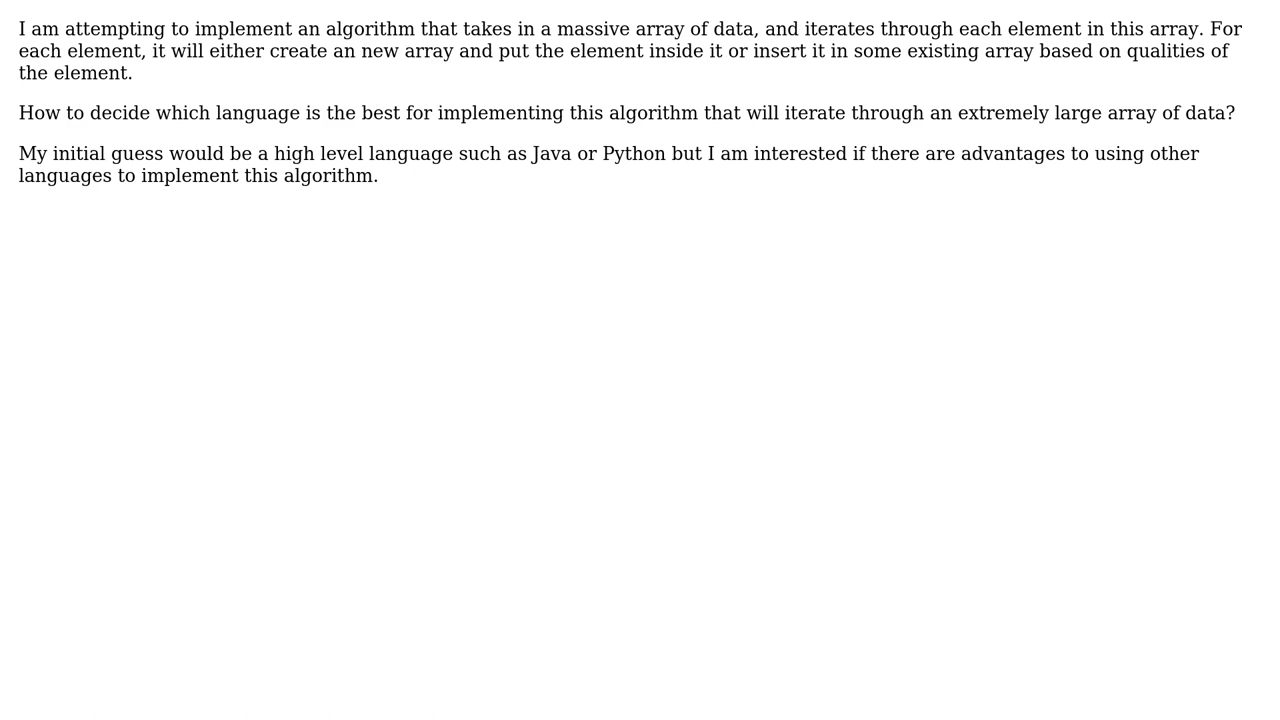 I am attempting to implement an algorithm that takes in a massive array of data, and iterates through each element in this array. For
each element, it will either create an new array and put the element inside it or insert it in some existing array based on qualities of
the element.
How to decide which language is the best for implementing this algorithm that will iterate through an extremely large array of data?
My initial guess would be a high level language such as Java or Python but I am interested if there are advantages to using other
languages to implement this algorithm.